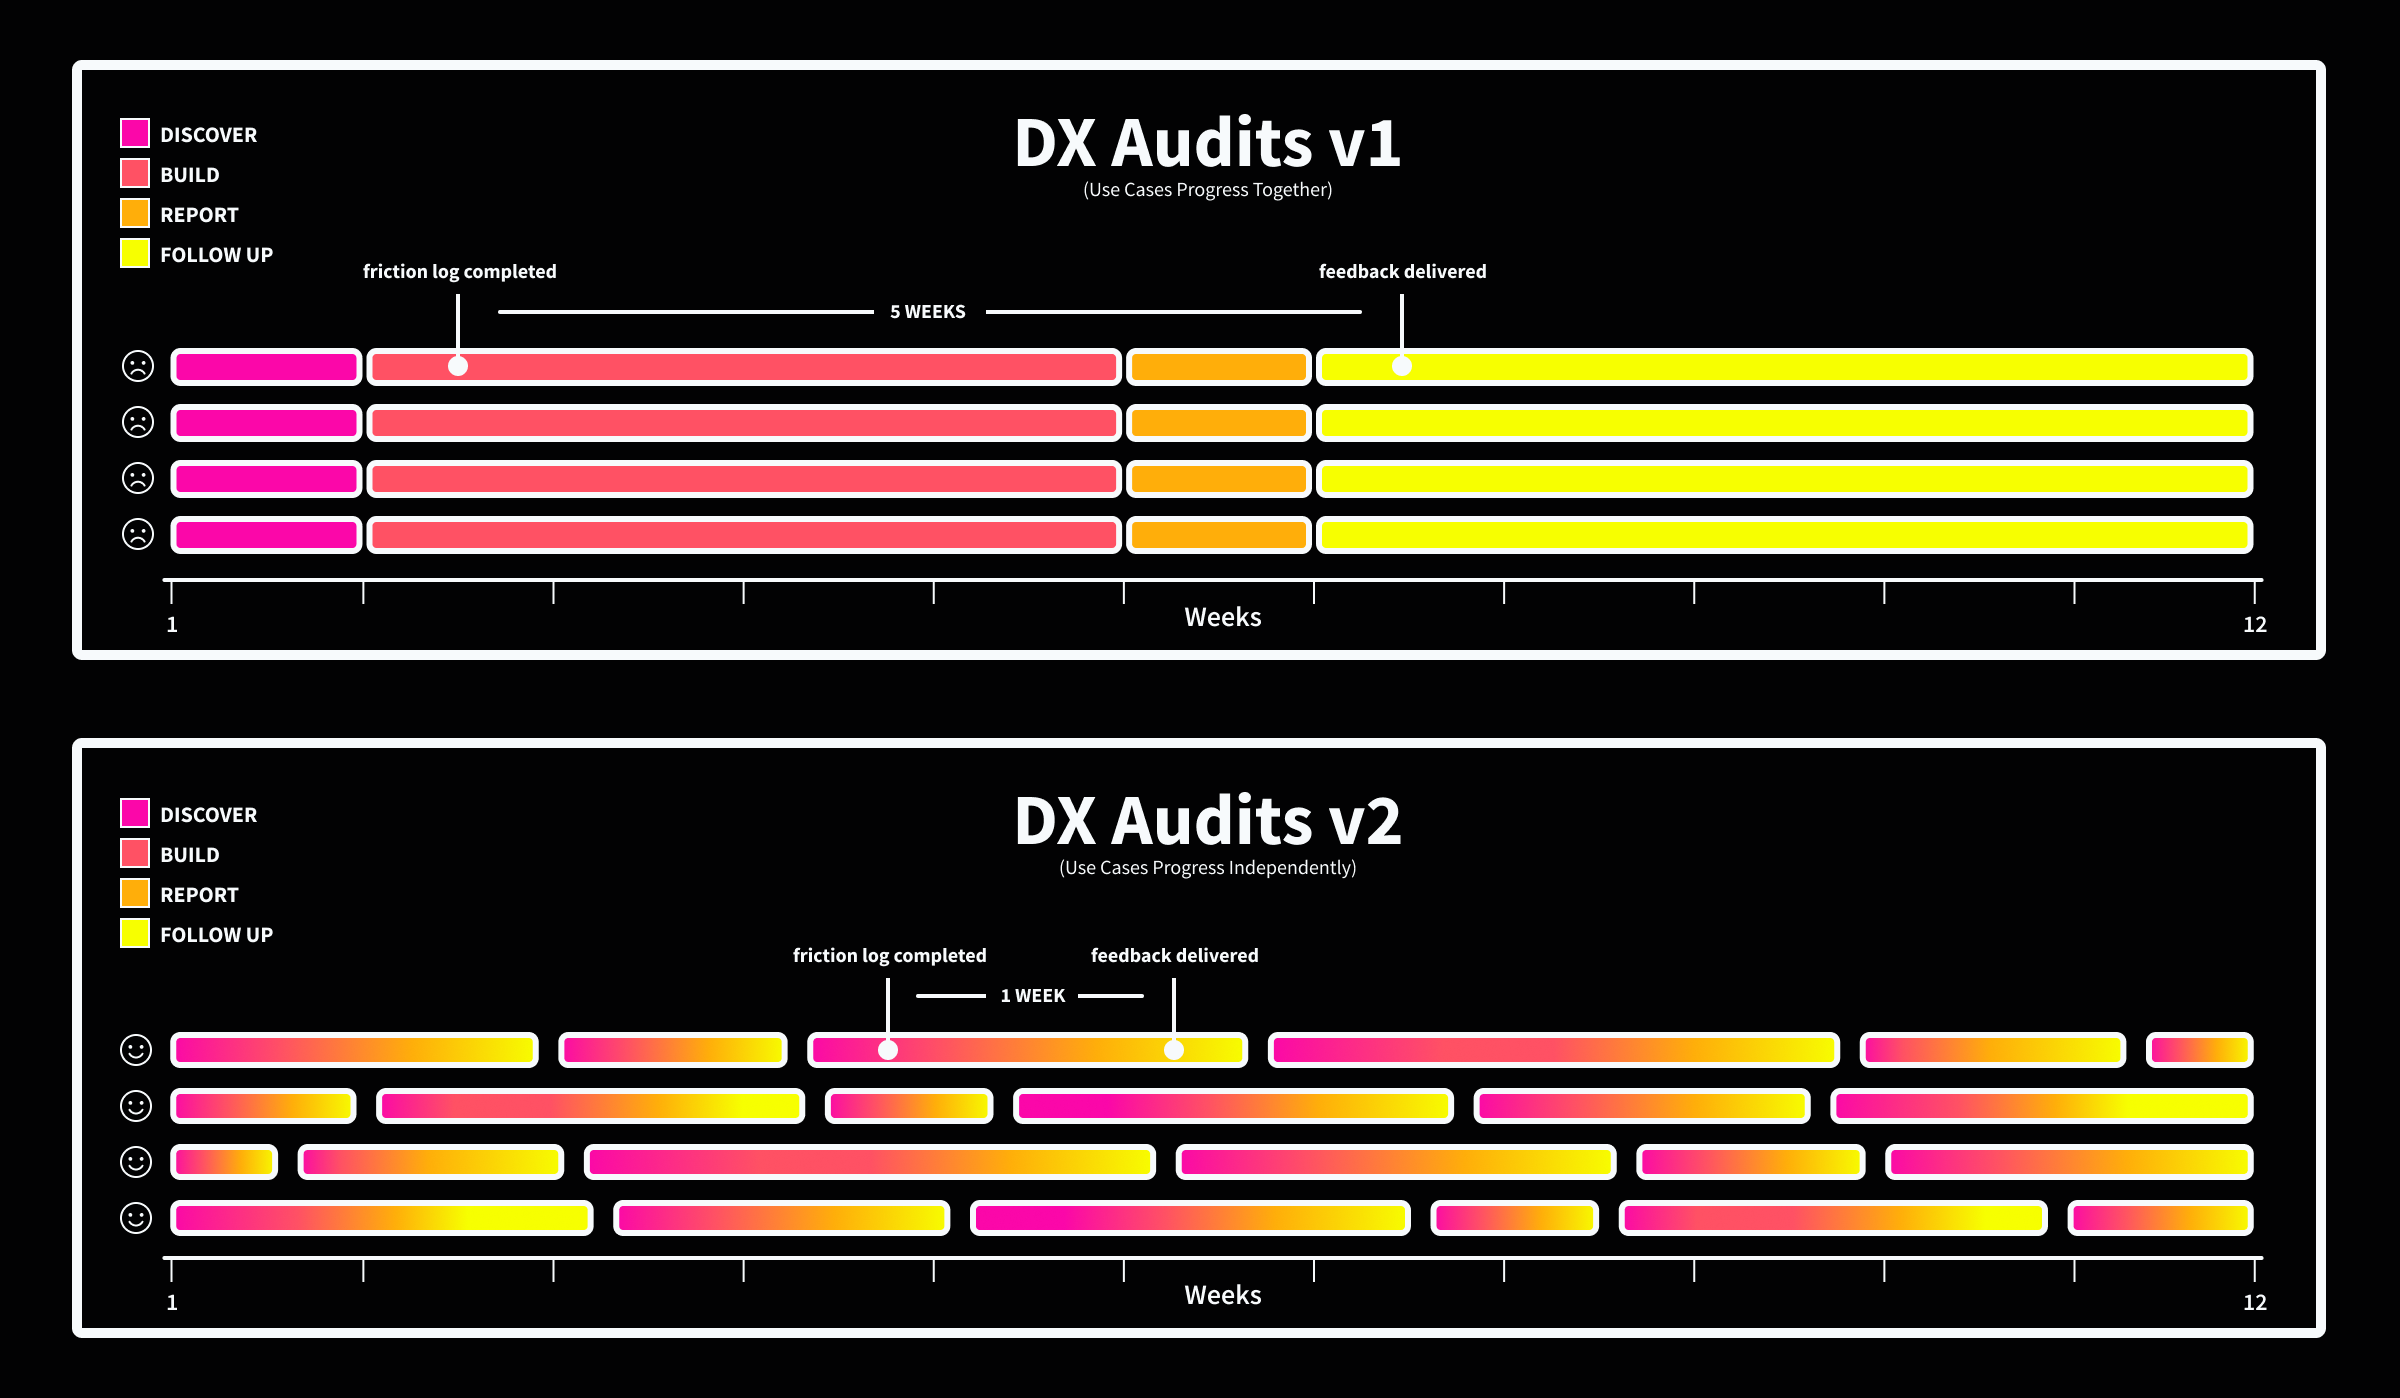 DX Audits v1
(Use Cases Progress Together)
DISCOVER
BUILD
REPORT
FOLLOW UP
friction log completed
feedback delivered
5 WEEKS
1
Weeks
12
DX Audits v2
(Use Cases Progress Independently)
DISCOVER
BUILD
REPORT
FOLLOW UP
friction log completed
feedback delivered
1 WEEK
1
Weeks
12